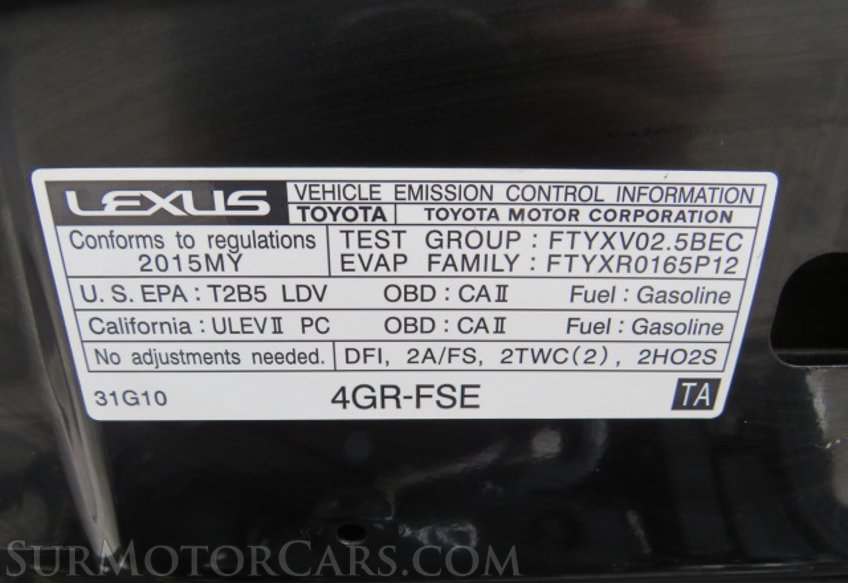 LEXUS VEHICLE EMISSION CONTROL INFORMATION
TOYOTA TOYOTA MOTOR CORPORATION
Conforms to regulations TEST GROUP : FTYXV02.5BEC
2015MY EVAP FAMILY : FTYXR0165P12
U.S. EPA : T2B5 LDV OBD : CAⅡ Fuel : Gasoline
California : ULEVⅡ PC OBD : CAⅡ Fuel : Gasoline
No adjustments needed. DFI, 2A/FS, 2TWC(2), 2HO2S
31G10 4GR-FSE TA
SurMotorCars.com